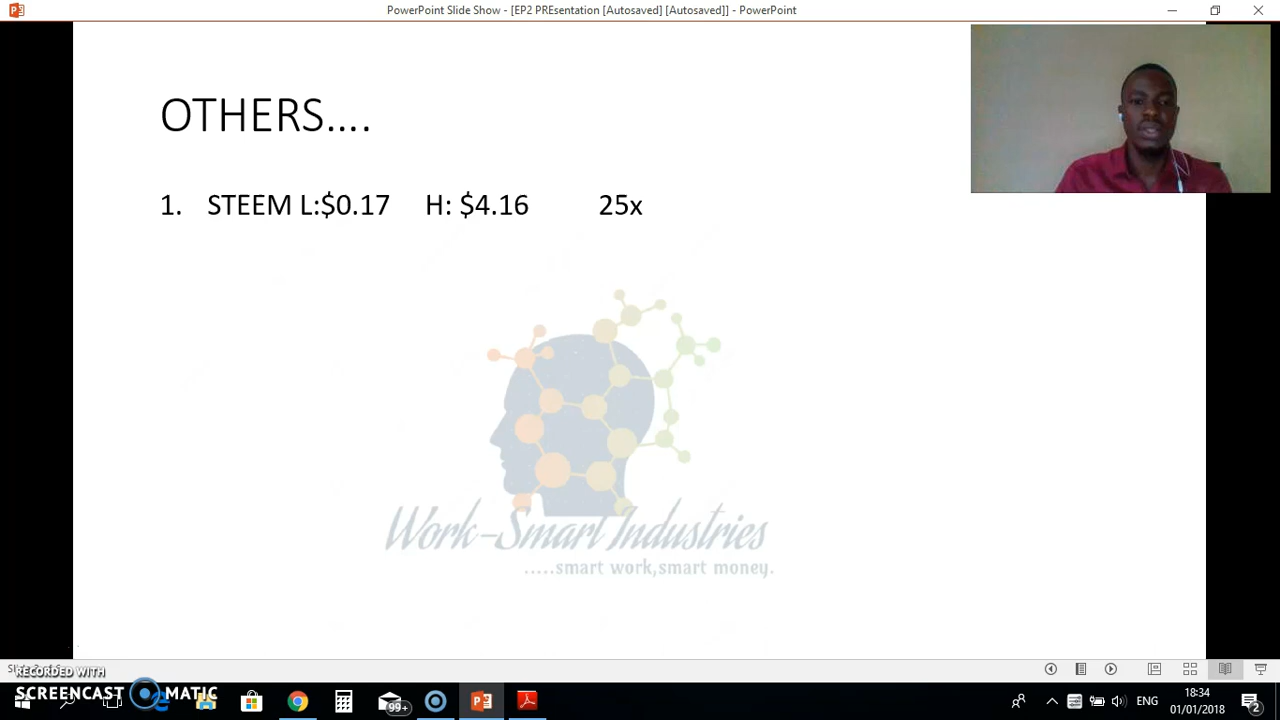 PowerPoint Slide Show - [EP2 PREsentation [Autosaved] [Autosaved]] - PowerPoint
OTHERS....
1. STEEM L:$0.17 H: $4.16 25x
Work-Smart Industries
.....smart work,smart money.
RECORDED WITH
SCREENCAST MATIC
99+
ENG
18:34
01/01/2018
2